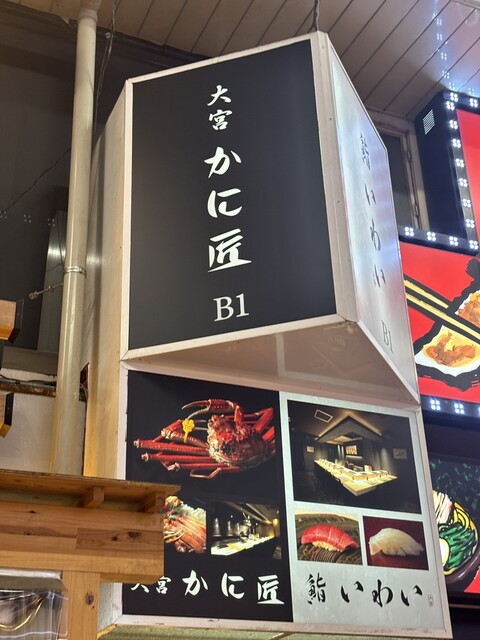 大宮
かに匠
B1
鮨 いわい
B1
大宮 かに匠
鮨 いわい